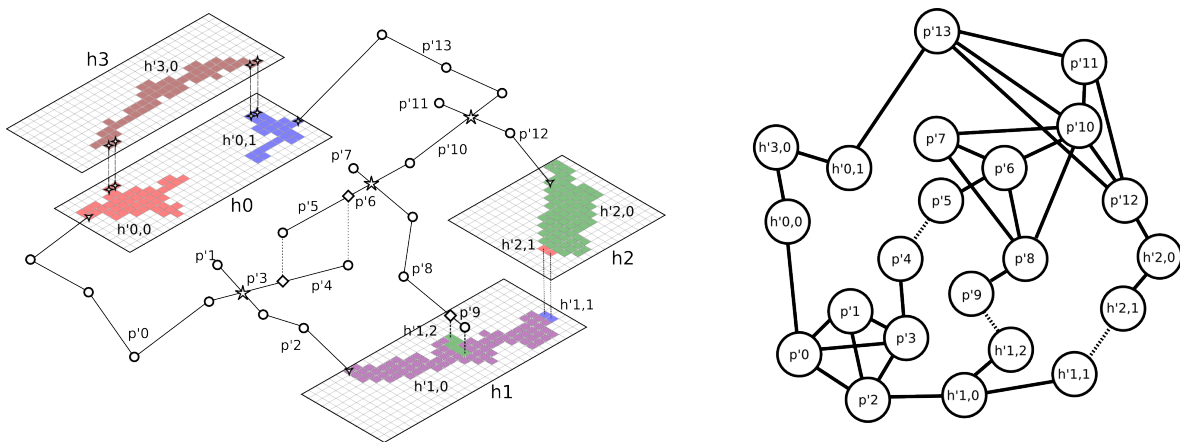 h3
h'3,0
h'0,1
h'0,0
h0
p'13
p'11
p'12
p'10
p'7
p'6
p'5
p'1
p'3
p'4
p'8
p'0
p'2
p'9
h'1,2
h'1,0
h'1,1
h1
h'2,0
h'2,1
h2
p'13
p'11
p'10
p'7
p'6
h'3,0
h'0,1
p'5
p'12
h'0,0
p'4
p'8
h'2,0
p'9
h'2,1
p'1
p'3
p'0
h'1,2
h'1,1
p'2
h'1,0